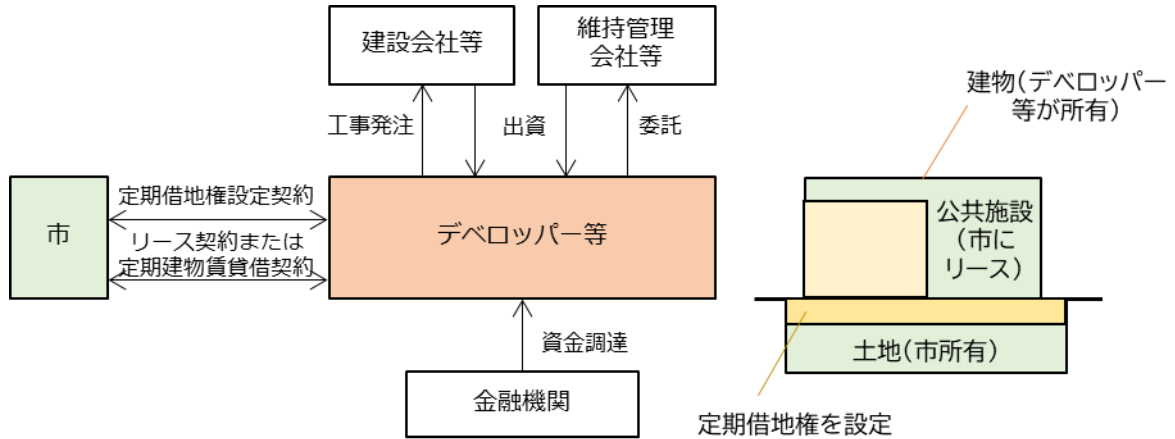 建設会社等
維持管理
会社等
工事発注
出資
委託
市
定期借地権設定契約
リース契約または
定期建物賃貸借契約
デベロッパー等
資金調達
金融機関
建物（デベロッパー
等が所有）
公共施設
（市に
リース）
土地（市所有）
定期借地権を設定